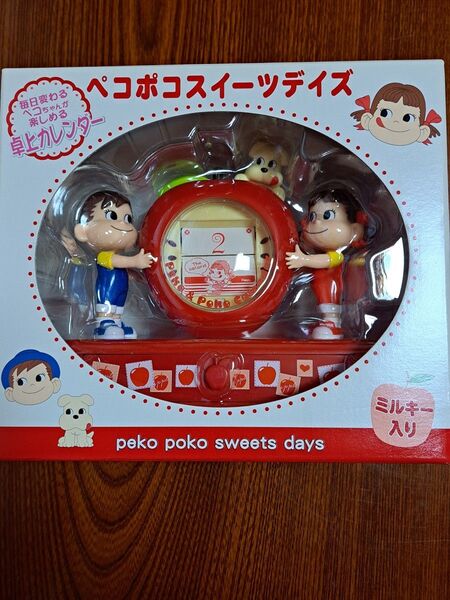 ペコポコスイーツデイズ
毎日変わる
ペコちゃんが
楽しめる
卓上カレンダー
2
The natural
Peko & Poko
ミルキー
入り
peko poko sweets days